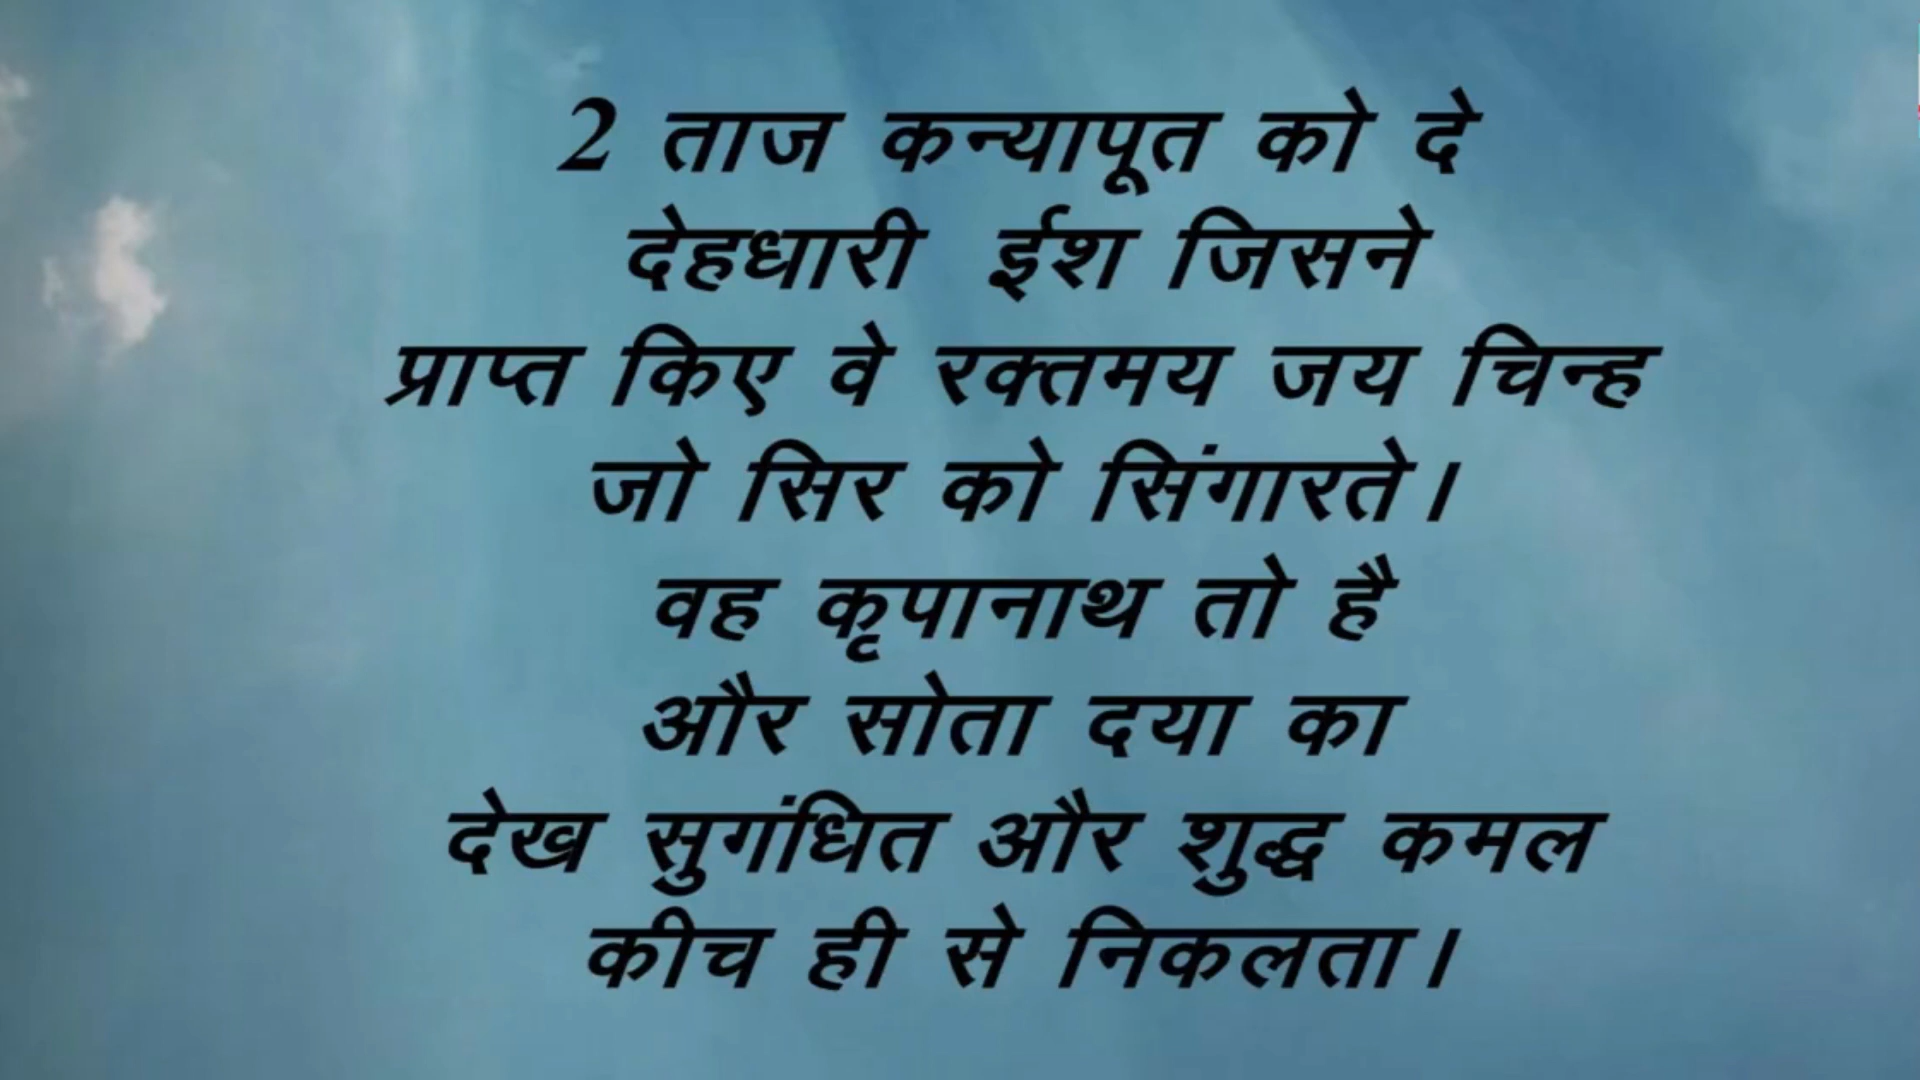 2 ताज कन्यापूत को दे
देहधारी ईश जिसने
प्राप्त किए वे रक्तमय जय चिन्ह
जो सिर को सिंगारते।
वह कृपानाथ तो है
और सोता दया का
देख सुगंधित और शुद्ध कमल
कीच ही से निकलता।